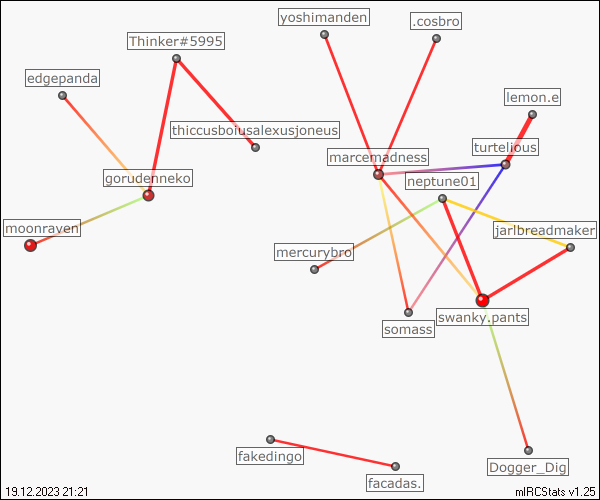 yoshimanden
.cosbro
Thinker#5995
edgepanda
lemon.e
thiccusboiusalexusjoneus
turtelious
marcemadness
gorudenneko
neptune01
moonraven
jarlbreadmaker
mercurybro
swanky.pants
somass
fakedingo
Dogger_Dig
facadas.
19.12.2023 21:21
mIRCStats v1.25